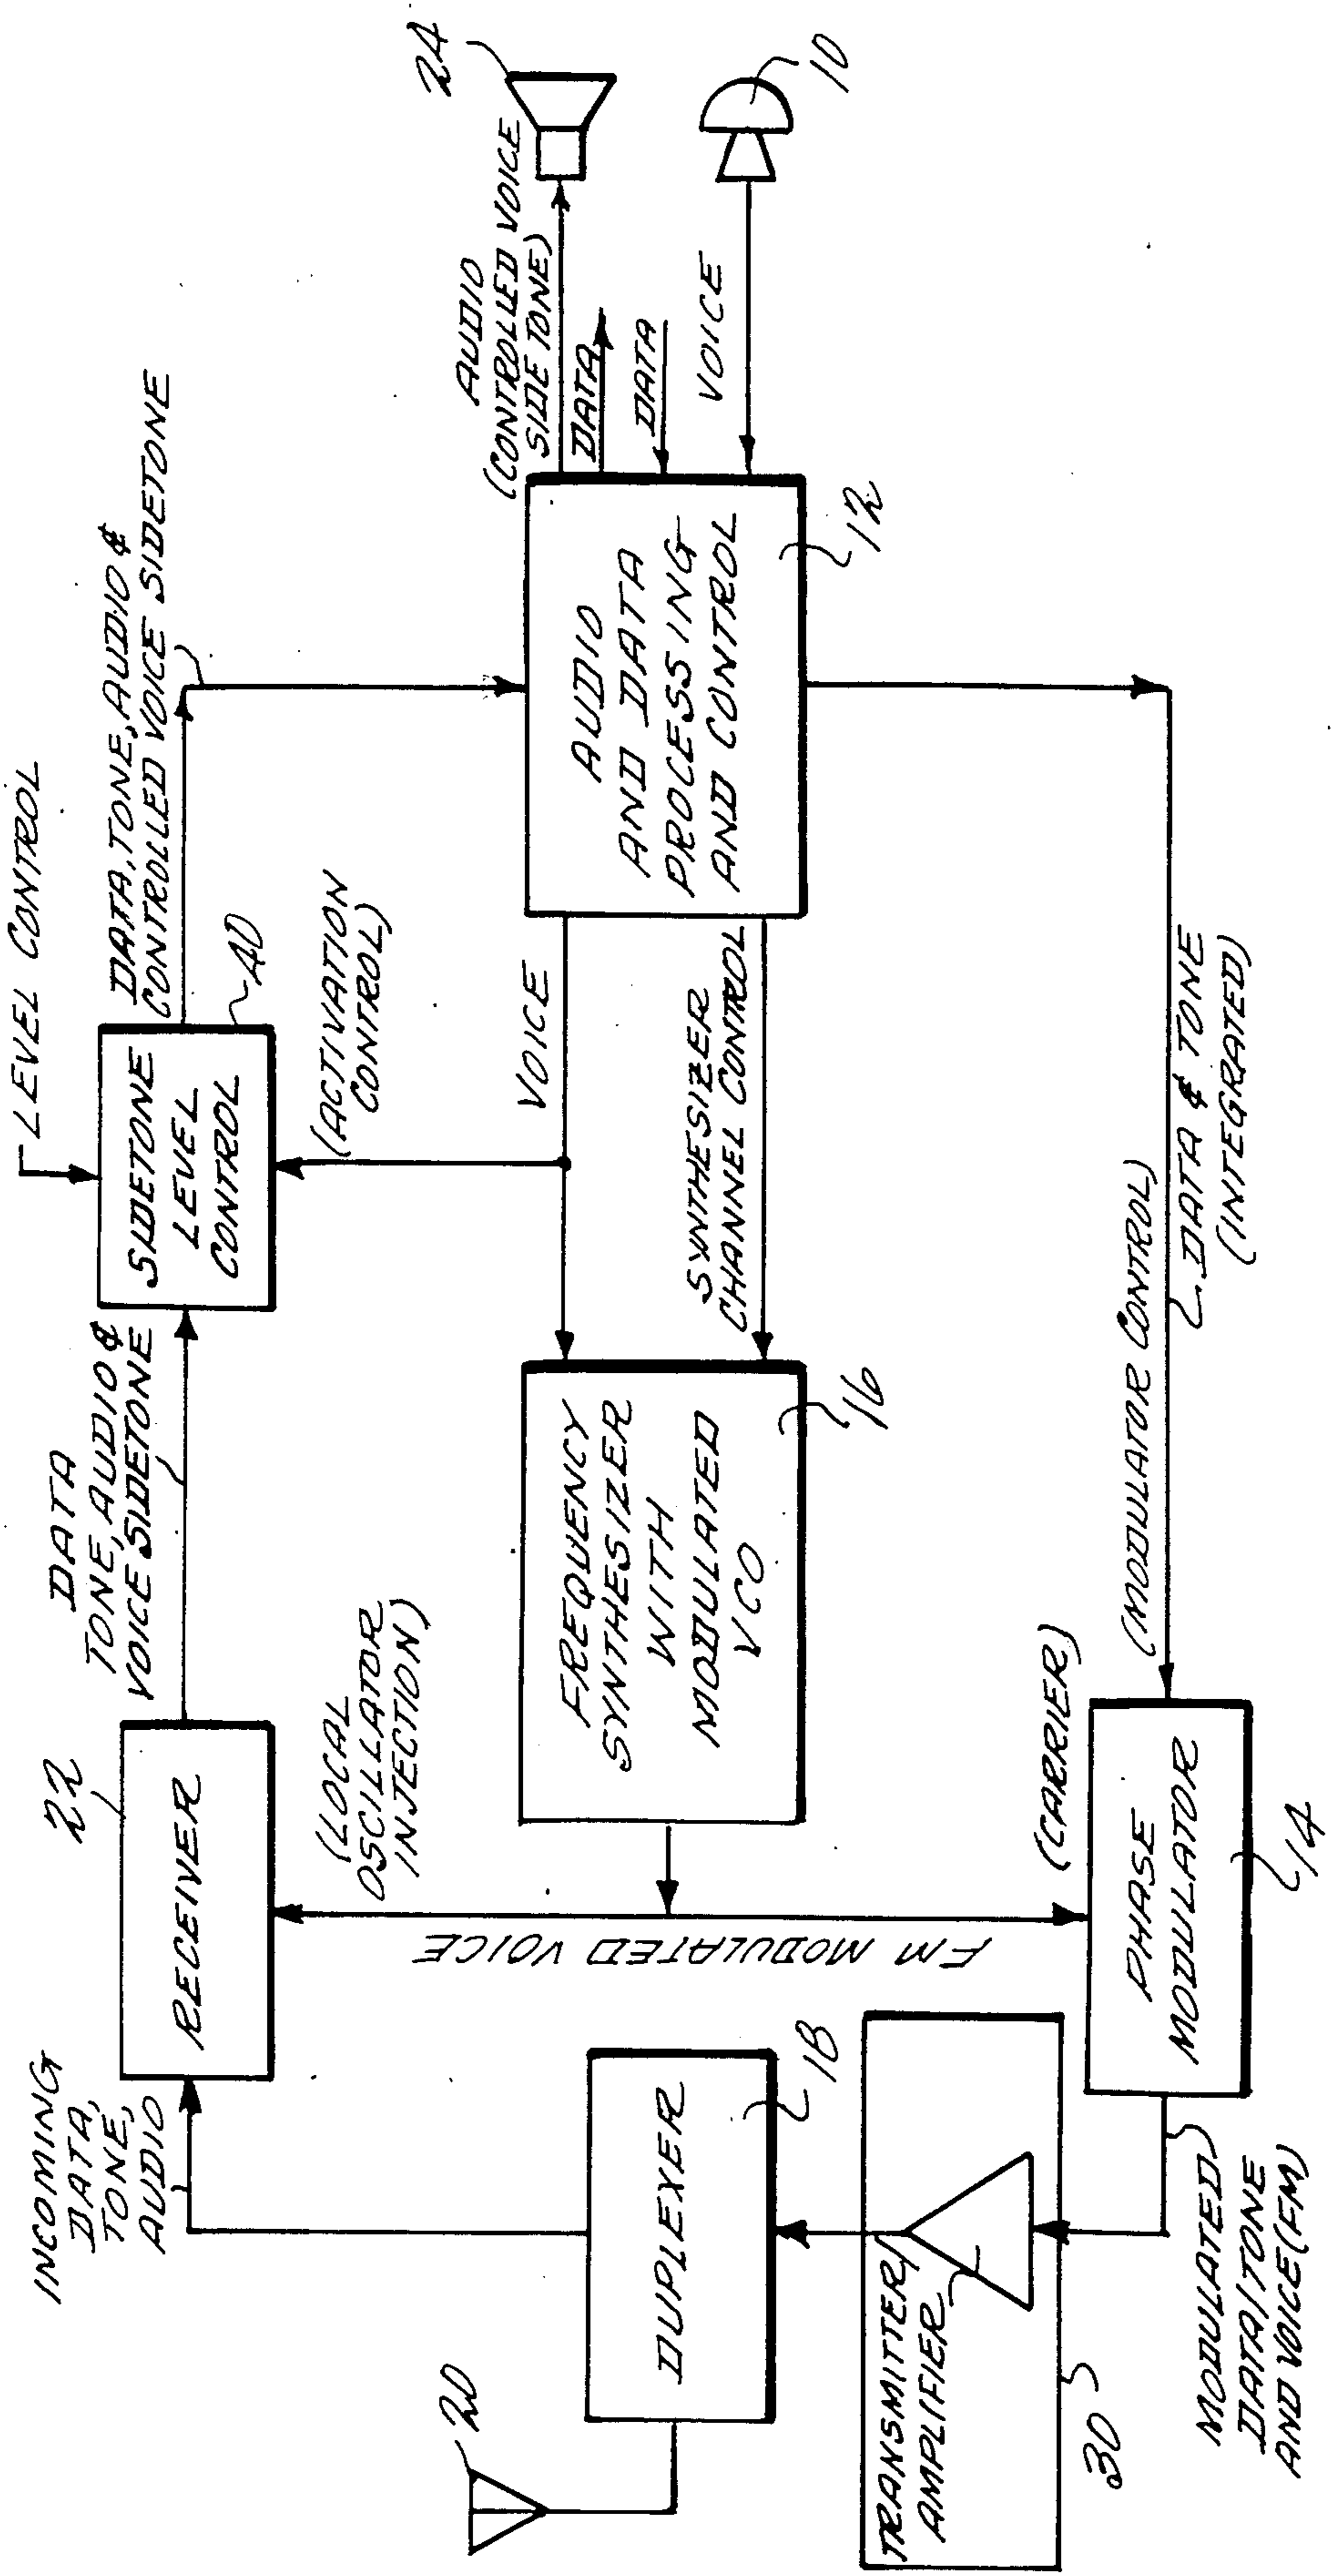 LEVEL CONTROL
DATA, TONE, AUDIO &
CONTROLLED VOICE SIDETONE
DATA
TONE, AUDIO &
VOICE SIDETONE
SIDETONE
LEVEL
CONTROL
40
(ACTIVATION
CONTROL)
22
RECEIVER
INCOMING
DATA,
TONE,
AUDIO
(LOCAL
OSCILLATOR
INJECTION)
FM MODULATED VOICE
20
DUPLEXER
18
FREQUENCY
SYNTHESIZER
WITH
MODULATED
VCO
16
VOICE
SYNTHESIZER
CHANNEL CONTROL
AUDIO
AND DATA
PROCESSING
AND CONTROL
12
AUDIO
(CONTROLLED VOICE
SIDE TONE)
DATA
DATA
VOICE
24
10
TRANSMITTER/
AMPLIFIER
30
(CARRIER)
PHASE
MODULATOR
14
(MODULATOR CONTROL)
DATA & TONE
(INTEGRATED)
MODULATED
DATA/TONE
AND VOICE (FM)